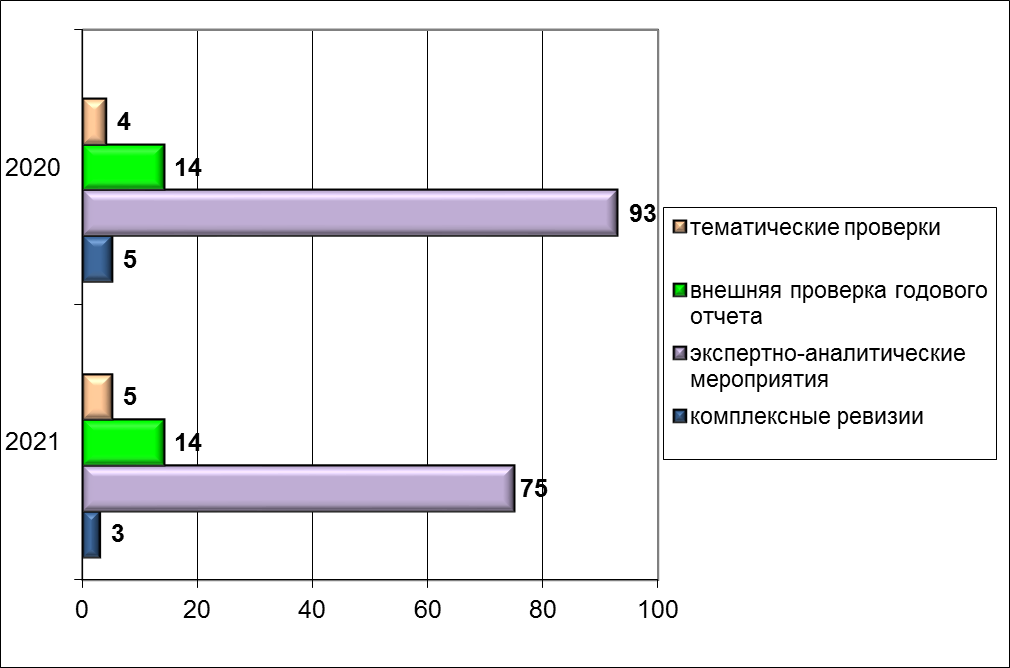 2020
4
14
93
5
2021
5
14
75
3
0 20 40 60 80 100
тематические проверки
внешняя проверка годового
отчета
экспертно-аналитические
мероприятия
комплексные ревизии